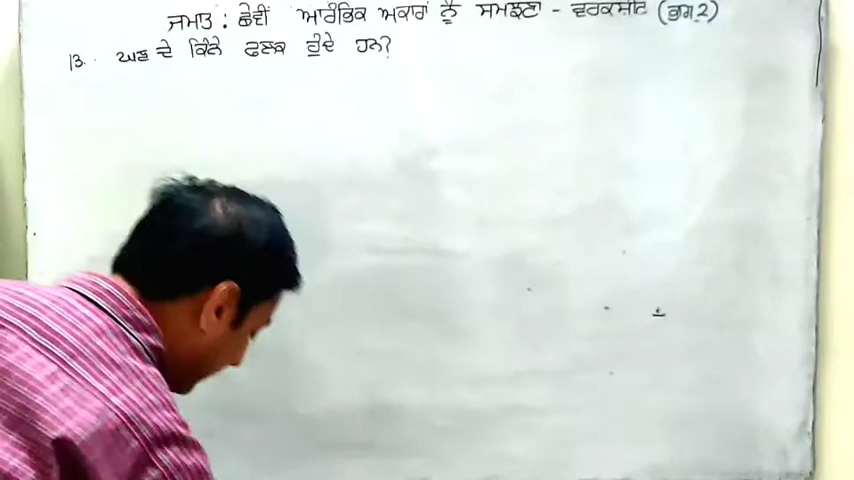 ਜਮਾਤ : ਛੇਵੀਂ ਆਰੰਭਿਕ ਅਕਾਰਾਂ ਨੂੰ ਸਮਝਣਾ - ਵਰਕਸੀਟ (ਭਾਗ 2)
13. ਘਣ ਦੇ ਕਿੰਨੇ ਫਲਕ ਹੁੰਦੇ ਹਨ?